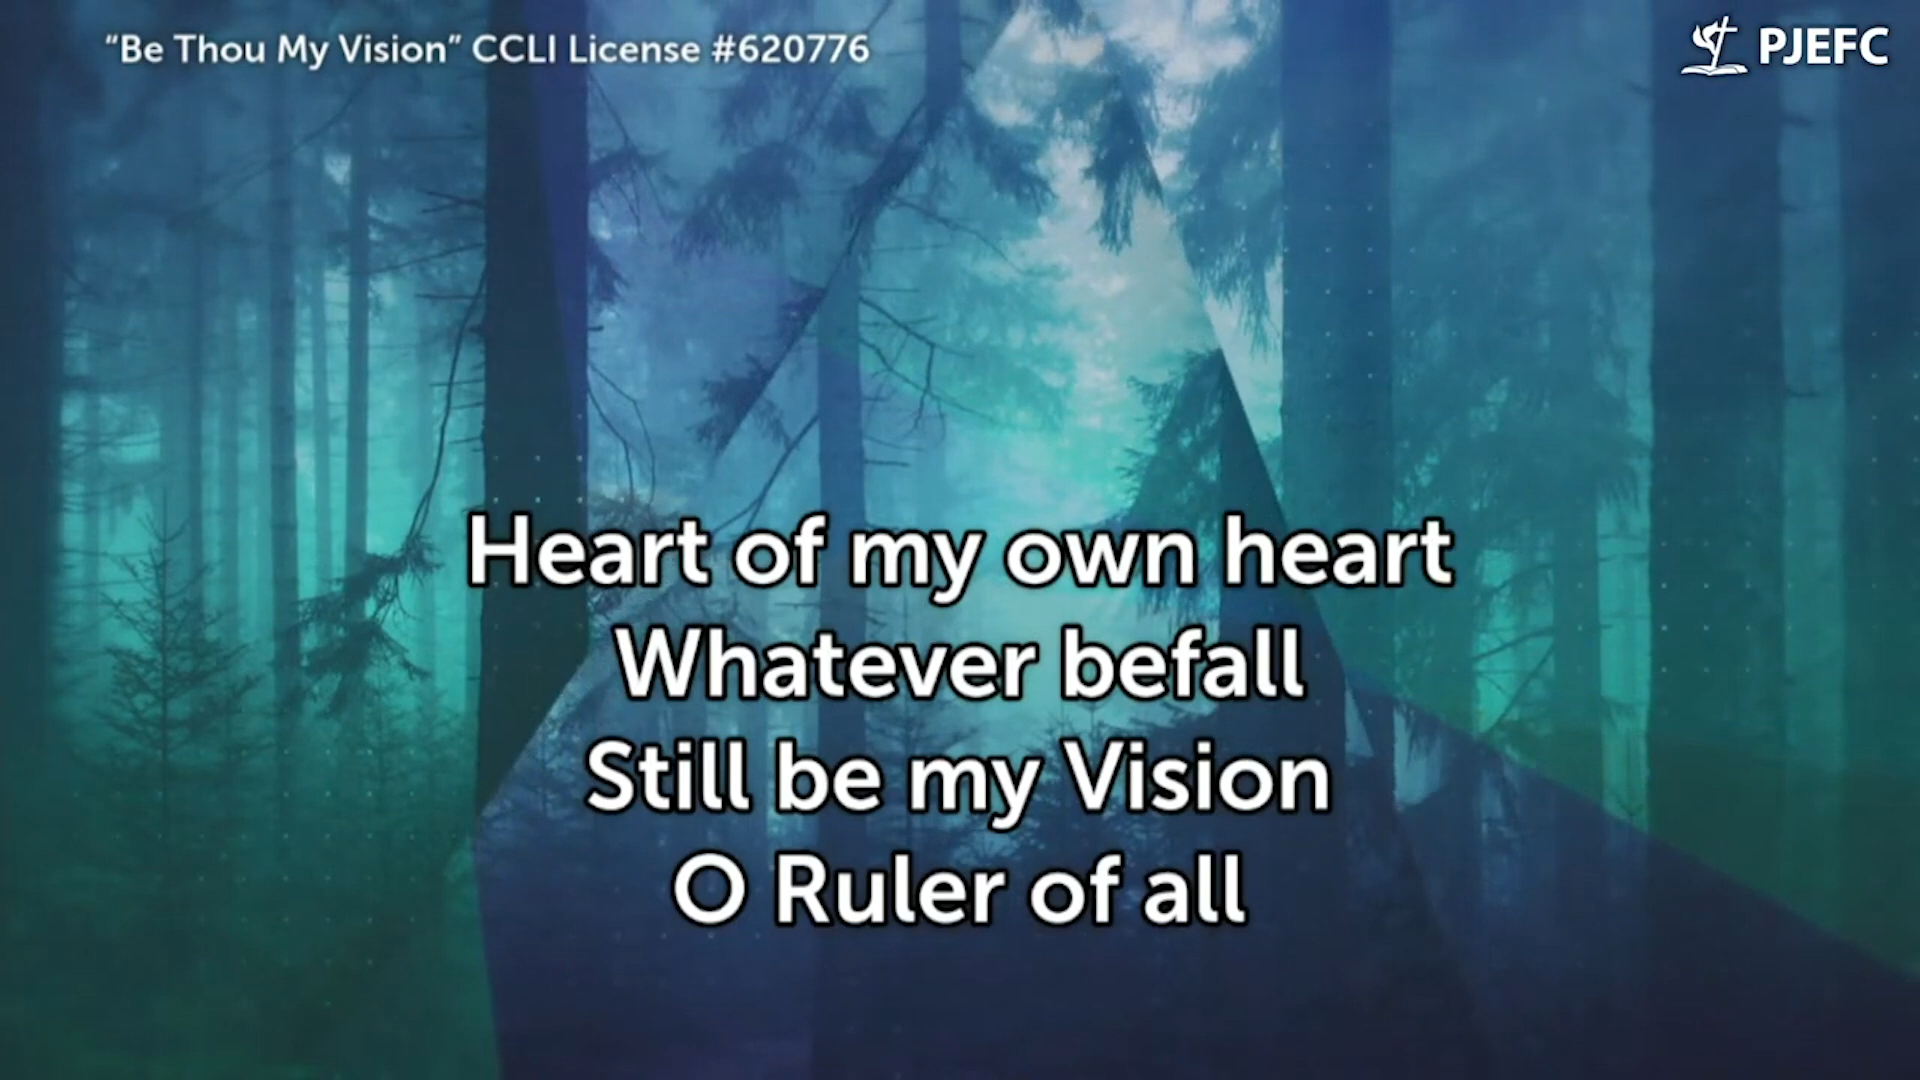 “Be Thou My Vision” CCLI License #620776
PJEFC
Heart of my own heart
Whatever befall
Still be my Vision
O Ruler of all